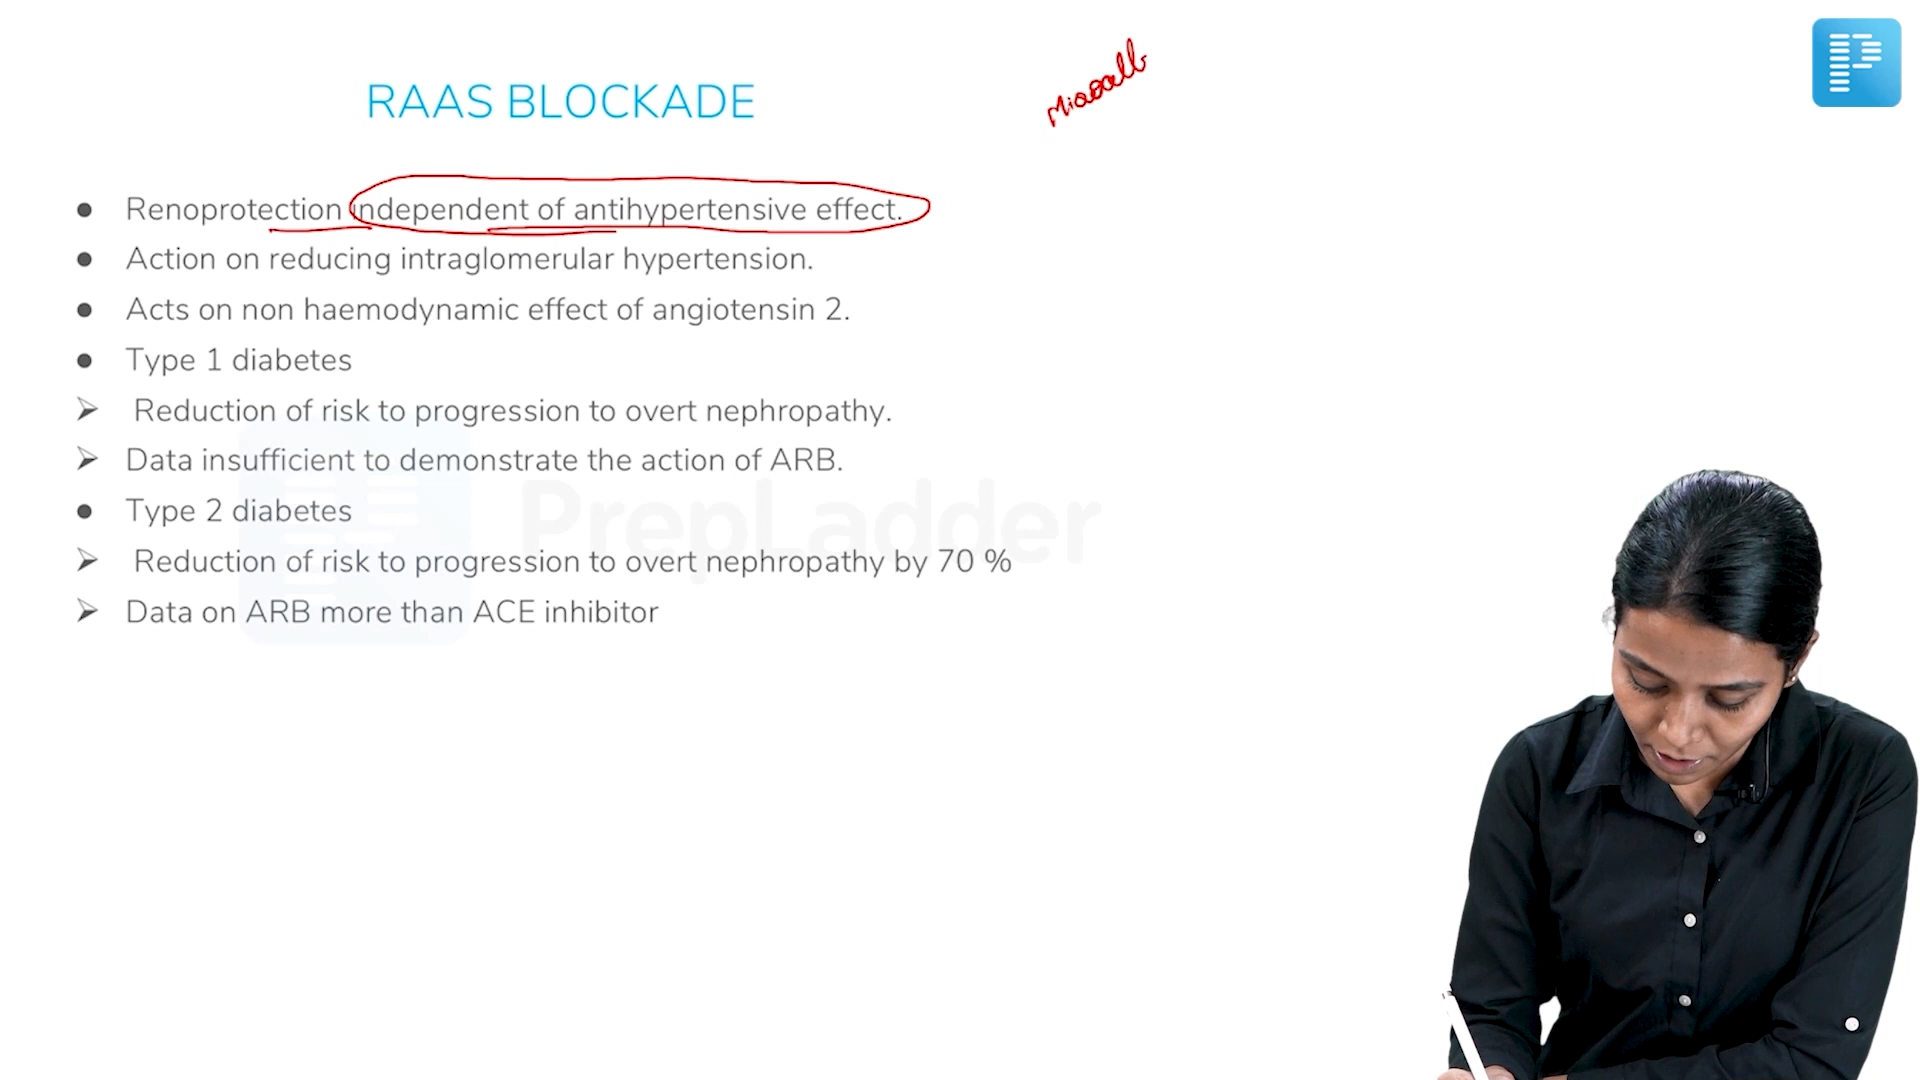 RAAS BLOCKADE
● Renoprotection independent of antihypertensive effect.
● Action on reducing intraglomerular hypertension.
● Acts on non haemodynamic effect of angiotensin 2.
● Type 1 diabetes
➢ Reduction of risk to progression to overt nephropathy.
➢ Data insufficient to demonstrate the action of ARB.
● Type 2 diabetes
➢ Reduction of risk to progression to overt nephropathy by 70 %
➢ Data on ARB more than ACE inhibitor
PrepLadder